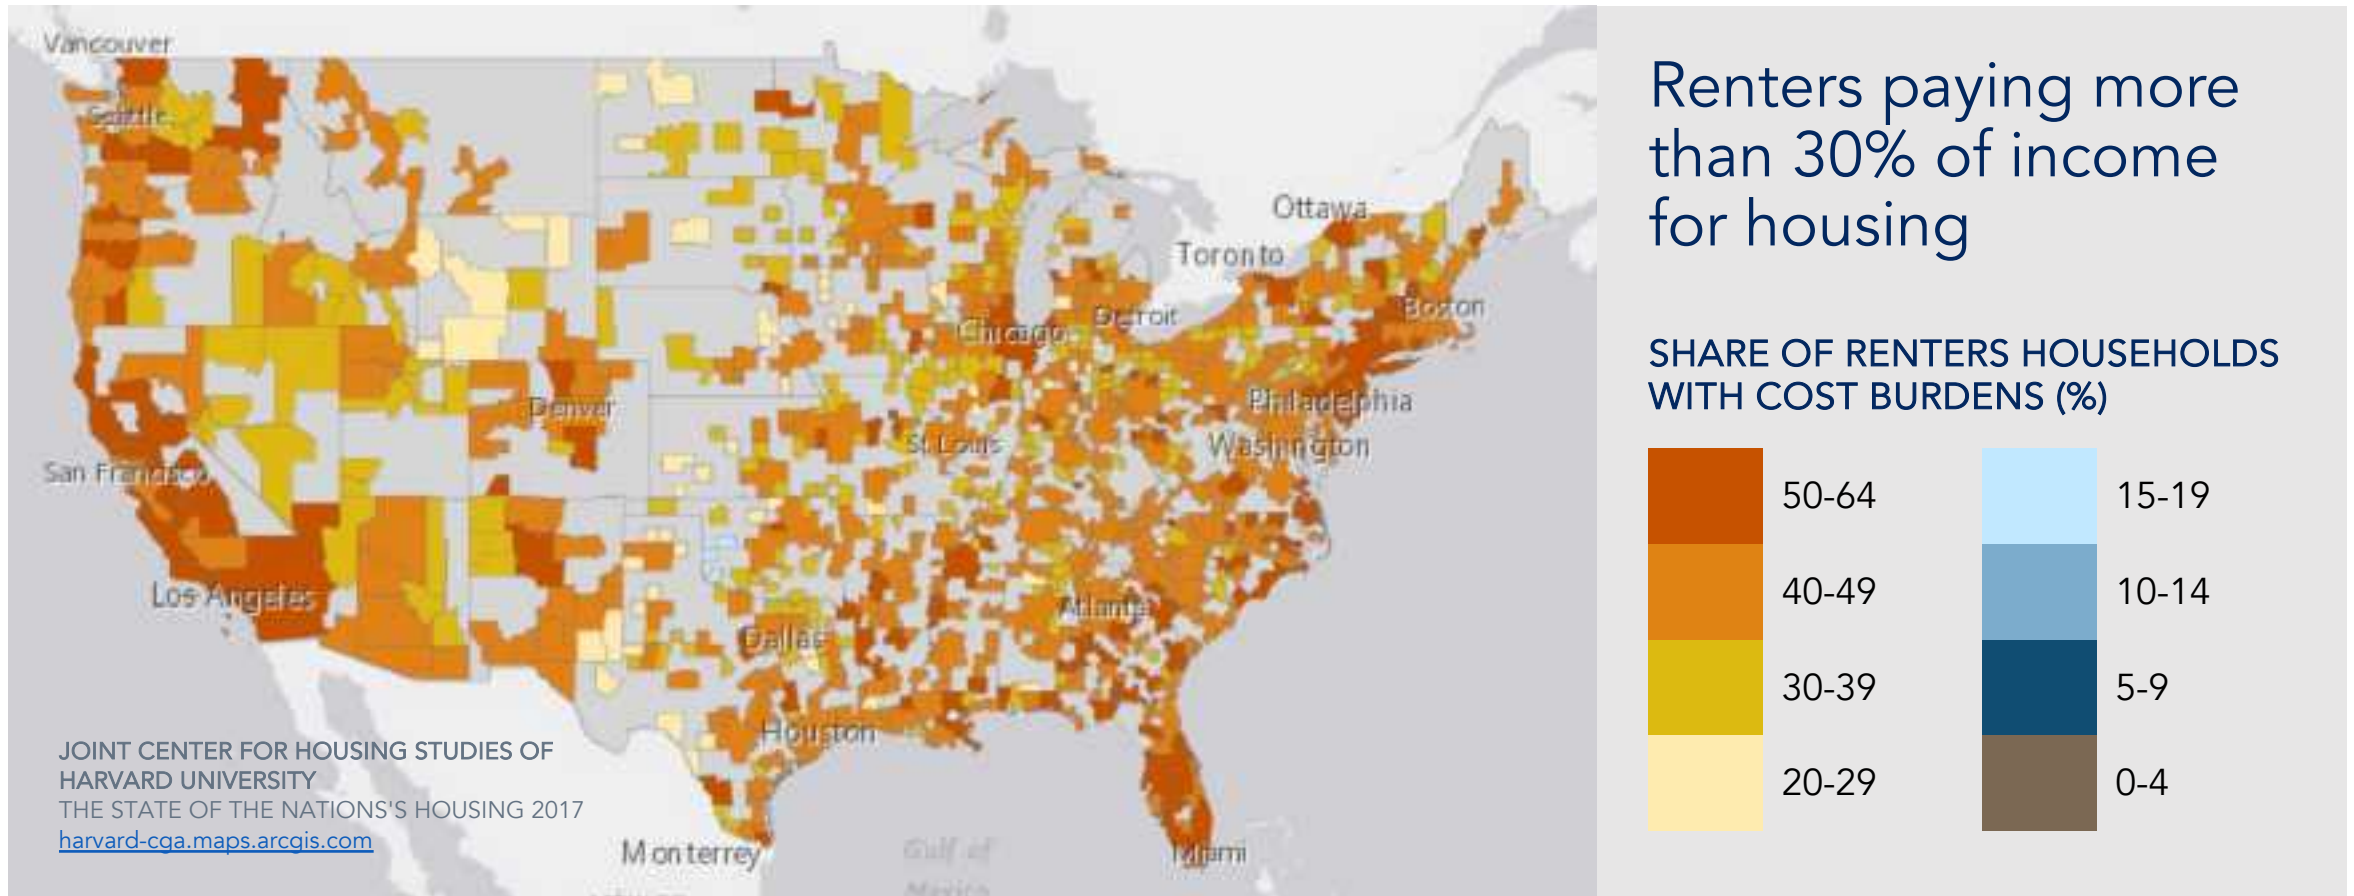 Vancouver
Seattle
Ottawa
Toronto
Boston
Detroit
Chicago
Philadelphia
Denver
St Louis
Washington
San Francisco
Los Angeles
Atlanta
Dallas
Houston
Monterrey
Miami
Gulf of
Mexico
JOINT CENTER FOR HOUSING STUDIES OF
HARVARD UNIVERSITY
THE STATE OF THE NATIONS'S HOUSING 2017
harvard-cga.maps.arcgis.com
Renters paying more
than 30% of income
for housing
SHARE OF RENTERS HOUSEHOLDS
WITH COST BURDENS (%)
50-64
40-49
30-39
20-29
15-19
10-14
5-9
0-4